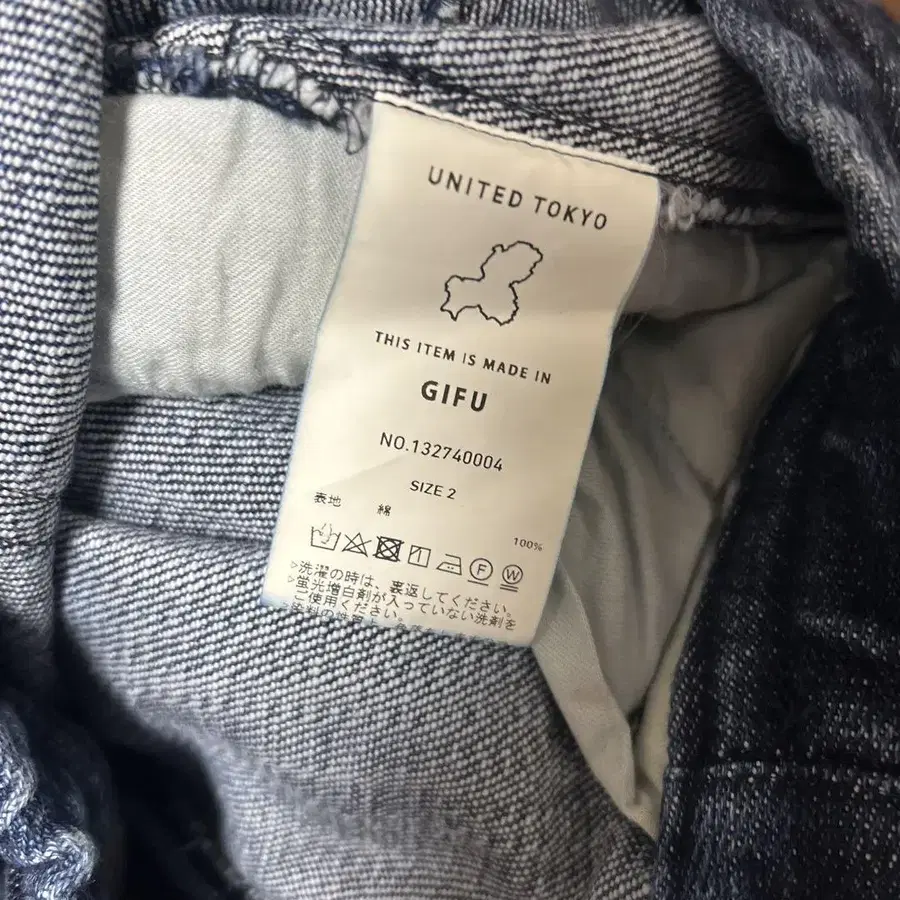 UNITED TOKYO
THIS ITEM IS MADE IN
GIFU
NO.132740004
SIZE 2
表地 綿 100%
F W
▷洗濯の時は、裏返してください。
▷蛍光増白剤が入っていない洗剤を
ご使用ください。